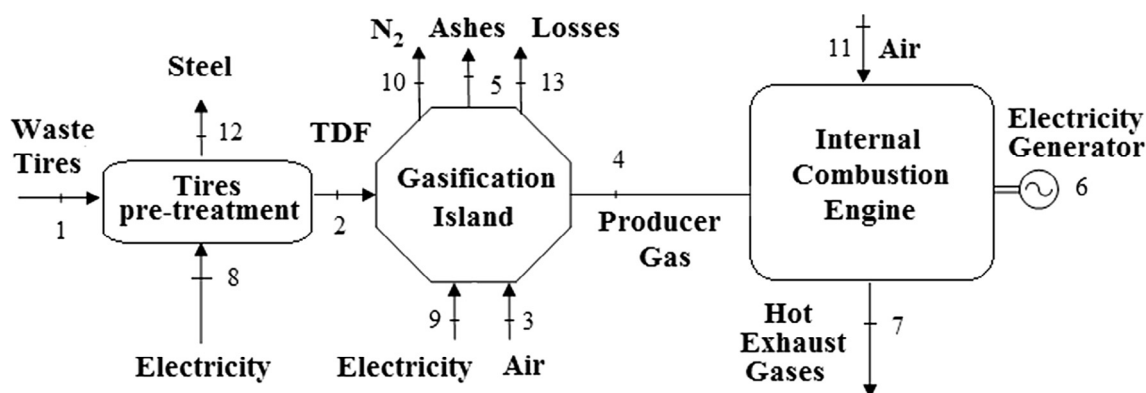 N2
Ashes
Losses
10
5
13
11
Air
Steel
12
Waste
Tires
1
Tires
pre-treatment
TDF
2
Gasification
Island
4
Producer
Gas
Internal
Combustion
Engine
Electricity
Generator
6
8
Electricity
9
3
Electricity
Air
Hot
Exhaust
Gases
7